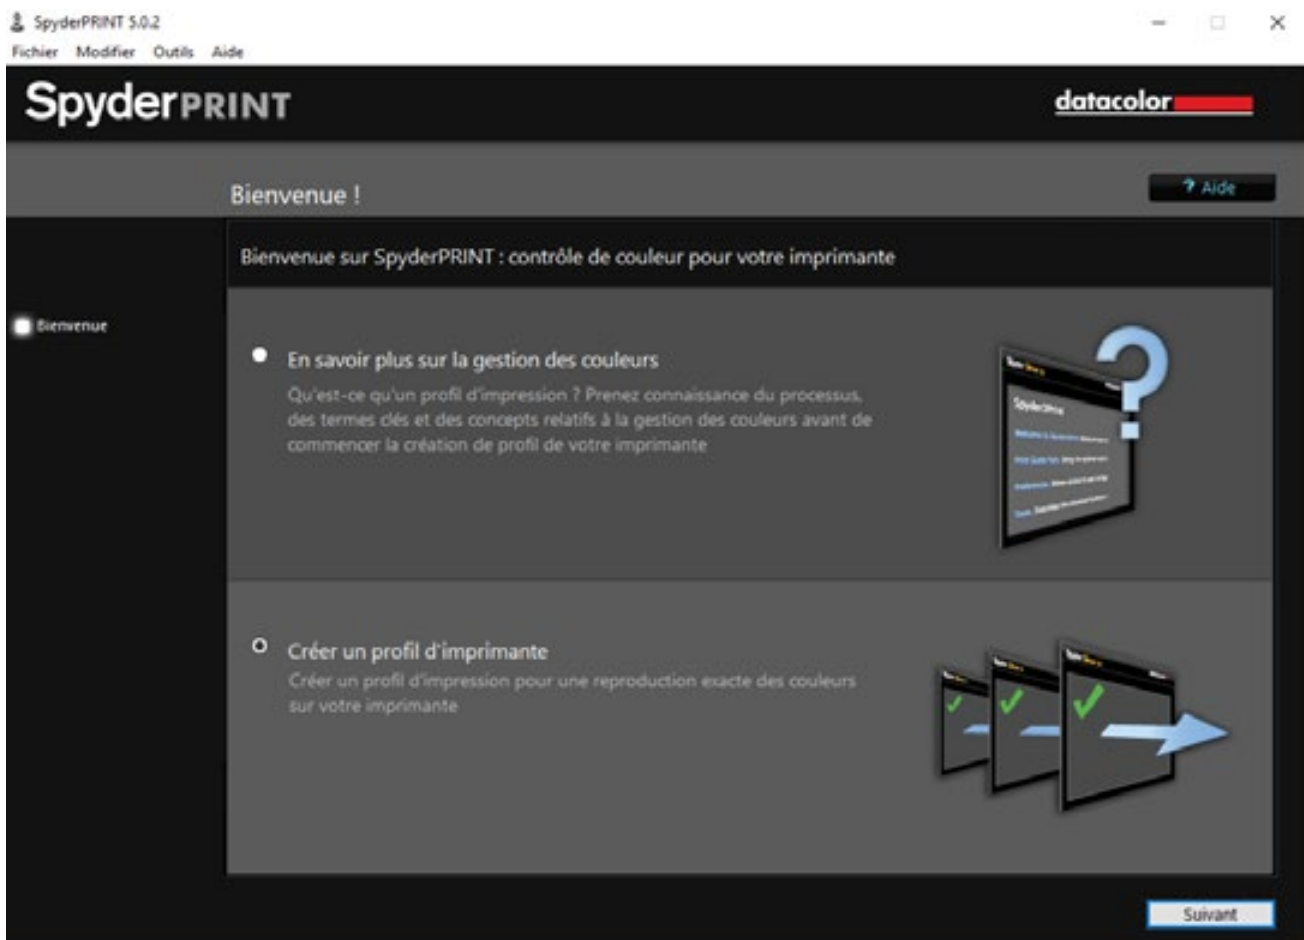 SpyderPRINT 5.0.2
Fichier Modifier Outils Aide
SpyderPRINT
datacolor
Bienvenue !
? Aide
Bienvenue sur SpyderPRINT : contrôle de couleur pour votre imprimante
Bienvenue
En savoir plus sur la gestion des couleurs
Qu'est-ce qu'un profil d'impression ? Prenez connaissance du processus,
des termes clés et des concepts relatifs à la gestion des couleurs avant de
commencer la création de profil de votre imprimante
Créer un profil d'imprimante
Créer un profil d'impression pour une reproduction exacte des couleurs
sur votre imprimante
Suivant